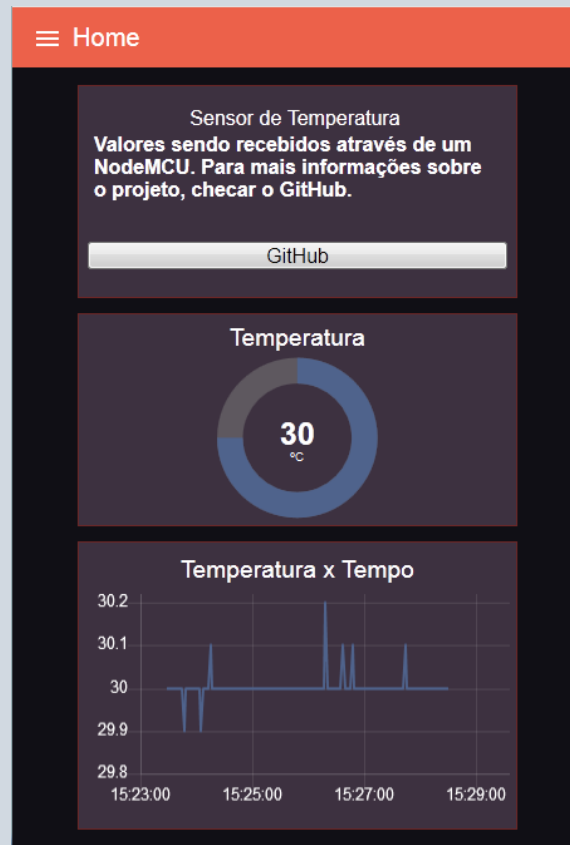 Home
Sensor de Temperatura
Valores sendo recebidos através de um
NodeMCU. Para mais informações sobre
o projeto, checar o GitHub.
GitHub
Temperatura
30
ºC
Temperatura x Tempo
30.2
30.1
30
29.9
29.8
15:23:00 15:25:00 15:27:00 15:29:00